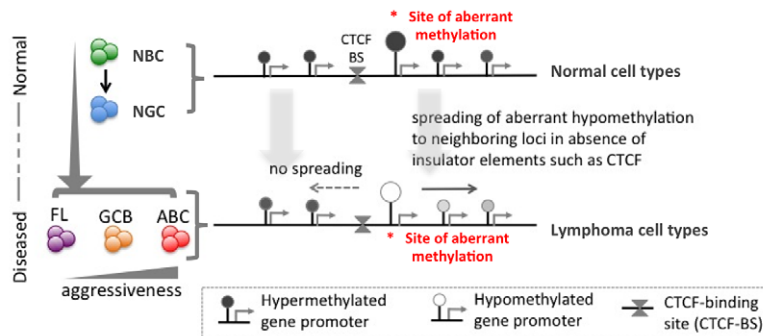 Normal
Diseased
NBC
NGC
CTCF
BS
* Site of aberrant
methylation
Normal cell types
spreading of aberrant hypomethylation
to neighboring loci in absence of
insulator elements such as CTCF
no spreading
FL GCB ABC
* Site of aberrant
methylation
Lymphoma cell types
aggressiveness
Hypermethylated
gene promoter
Hypomethylated
gene promoter
CTCF-binding
site (CTCF-BS)